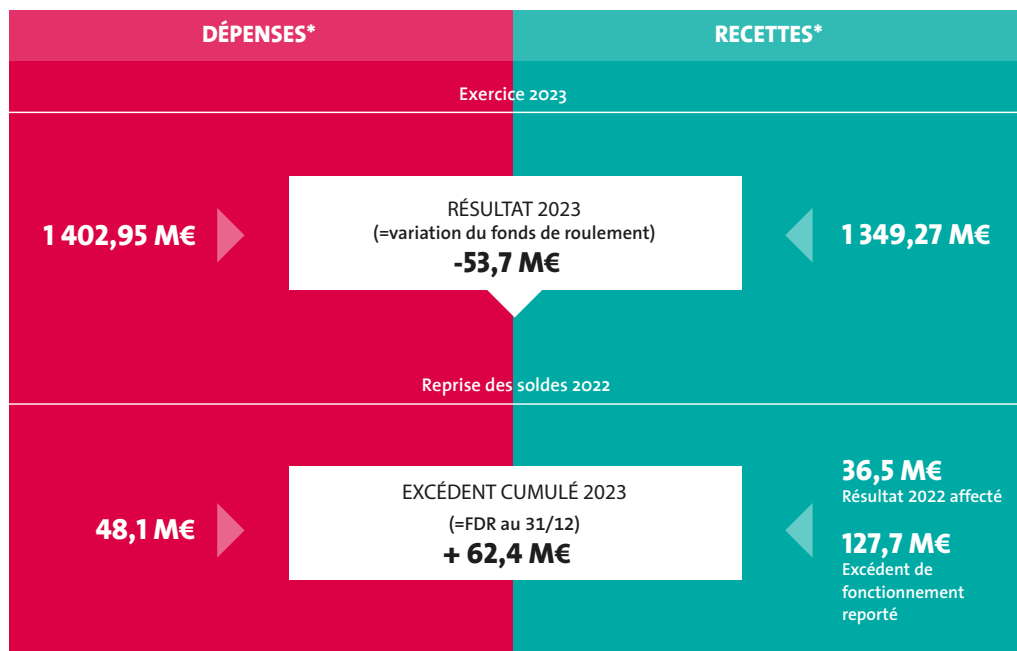 DÉPENSES*
RECETTES*
Exercice 2023
1 402,95 M€
RÉSULTAT 2023
(=variation du fonds de roulement)
-53,7 M€
1 349,27 M€
Reprise des soldes 2022
48,1 M€
EXCÉDENT CUMULÉ 2023
(=FDR au 31/12)
+ 62,4 M€
36,5 M€
Résultat 2022 affecté
127,7 M€
Excédent de
fonctionnement
reporté